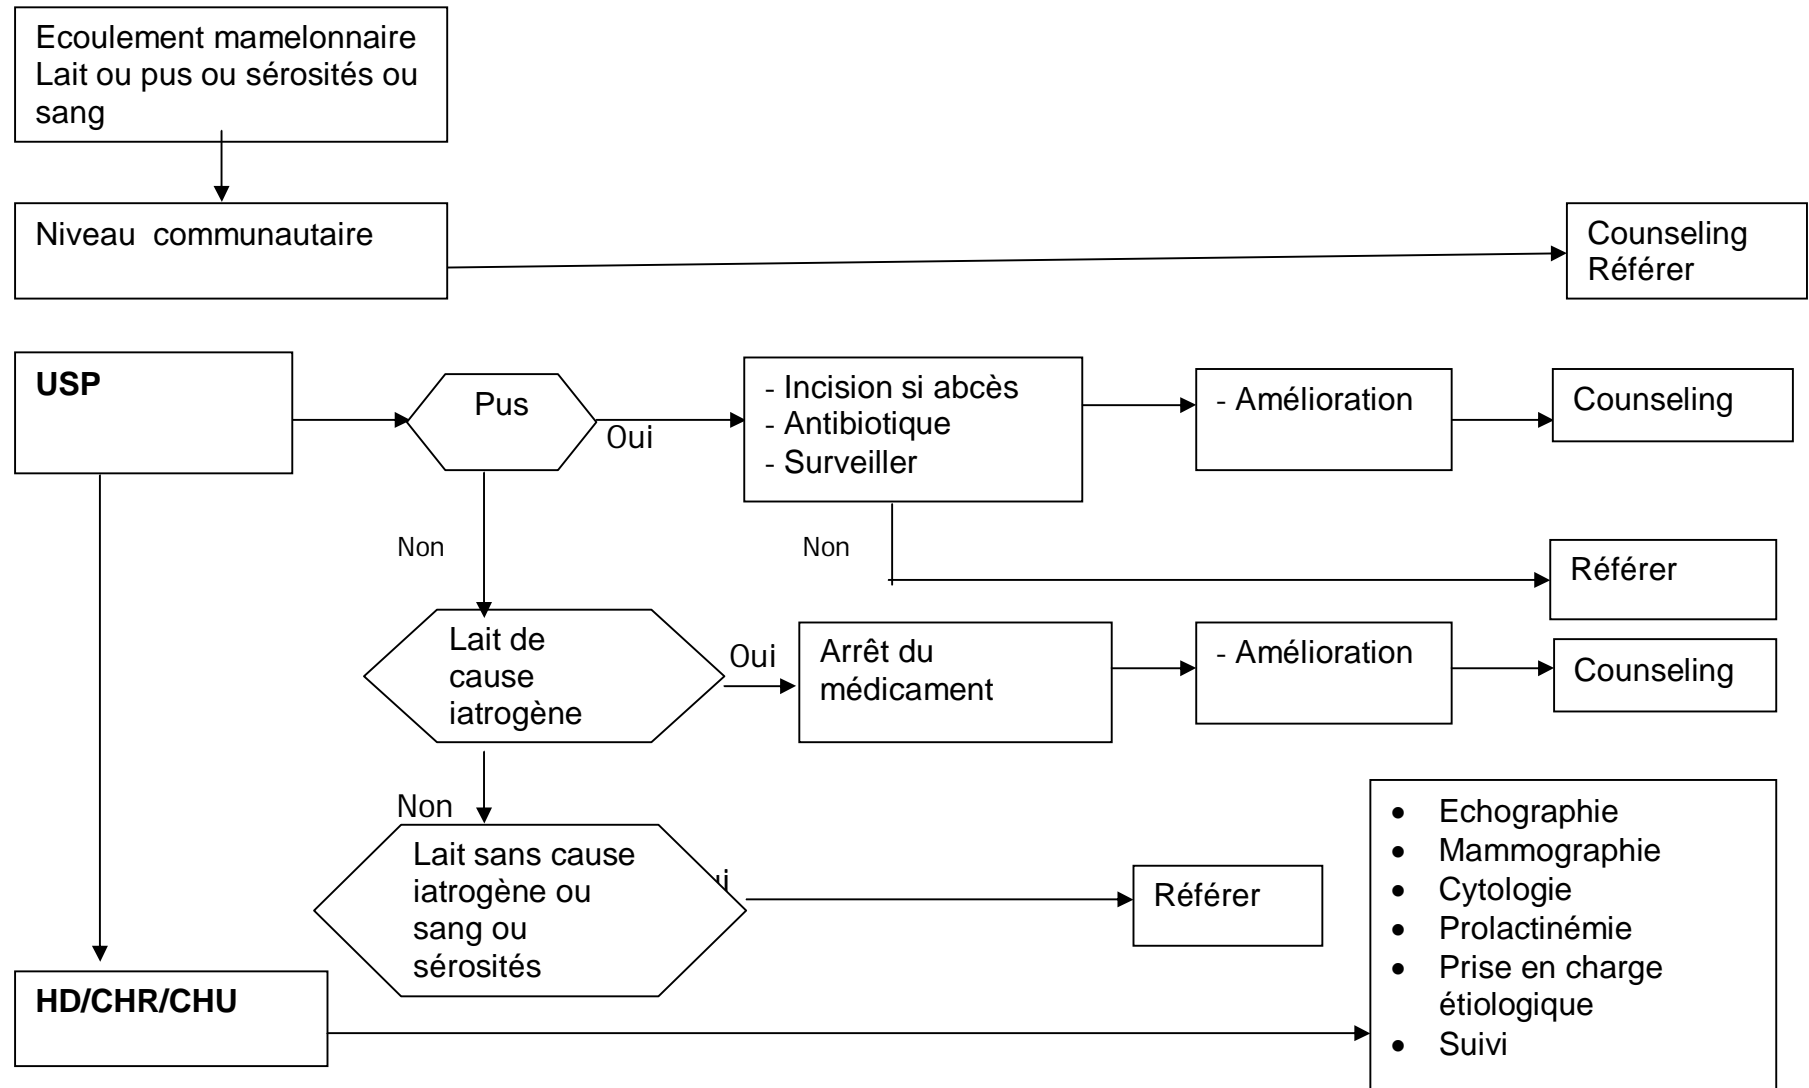 Ecoulement mamelonnaire
Lait ou pus ou sérosités ou
sang
Niveau communautaire
Counseling
Référer
USP
Pus
Oui
- Incision si abcès
- Antibiotique
- Surveiller
- Amélioration
Counseling
Non
Non
Référer
Lait de
cause
iatrogène
Oui
Arrêt du
médicament
- Amélioration
Counseling
Non
Lait sans cause
iatrogène ou
sang ou
sérosités
Référer
• Echographie
• Mammographie
• Cytologie
• Prolactinémie
• Prise en charge
étiologique
• Suivi
HD/CHR/CHU